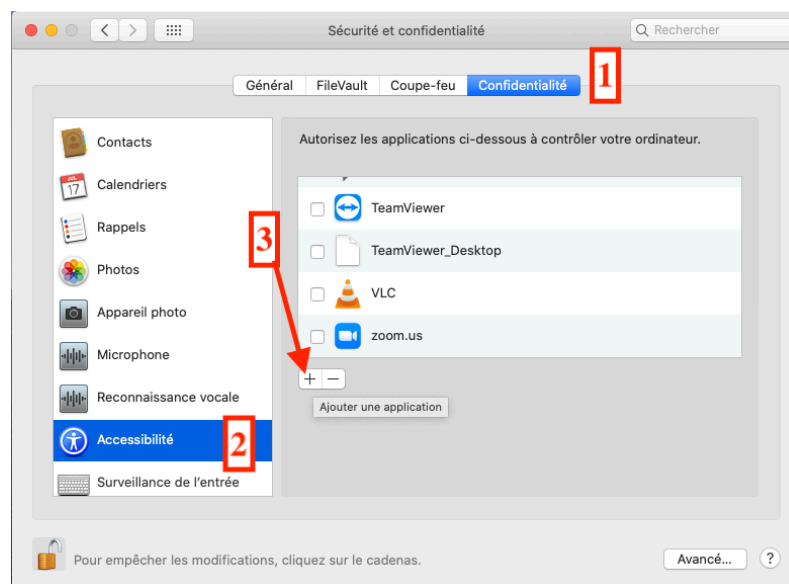 Sécurité et confidentialité
Rechercher
1
Général FileVault Coupe-feu Confidentialité
Autorisez les applications ci-dessous à contrôler votre ordinateur.
Contacts
JUL
17
Calendriers
Rappels
Photos
Appareil photo
Microphone
Reconnaissance vocale
Accessibilité
2
Surveillance de l'entrée
3
TeamViewer
TeamViewer_Desktop
VLC
zoom.us
+ −
Ajouter une application
Pour empêcher les modifications, cliquez sur le cadenas.
Avancé... ?